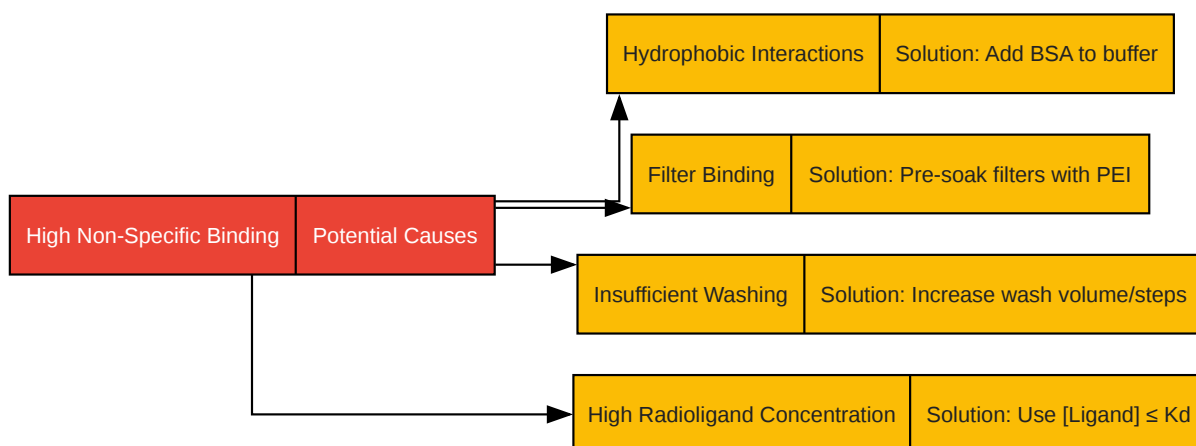 Hydrophobic Interactions
Solution: Add BSA to buffer
Filter Binding
Solution: Pre-soak filters with PEI
High Non-Specific Binding
Potential Causes
Insufficient Washing
Solution: Increase wash volume/steps
High Radioligand Concentration
Solution: Use [Ligand] ≤ Kd